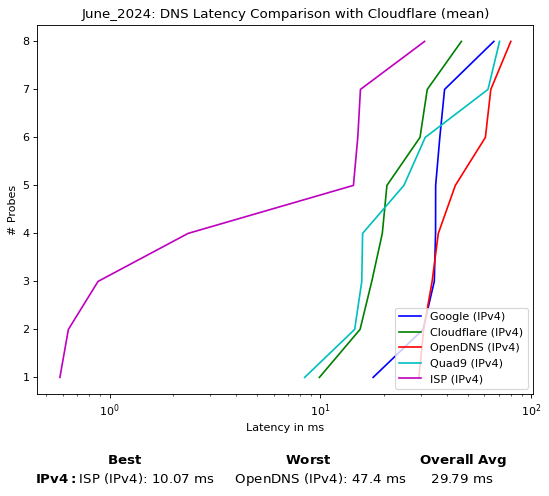 June_2024: DNS Latency Comparison with Cloudflare (mean)
8
7
6
5
4
3
2
1
# Probes
Google (IPv4)
Cloudflare (IPv4)
OpenDNS (IPv4)
Quad9 (IPv4)
ISP (IPv4)
10⁰ 10¹ 10²
Latency in ms
Best Worst Overall Avg
IPv4: ISP (IPv4): 10.07 ms OpenDNS (IPv4): 47.4 ms 29.79 ms